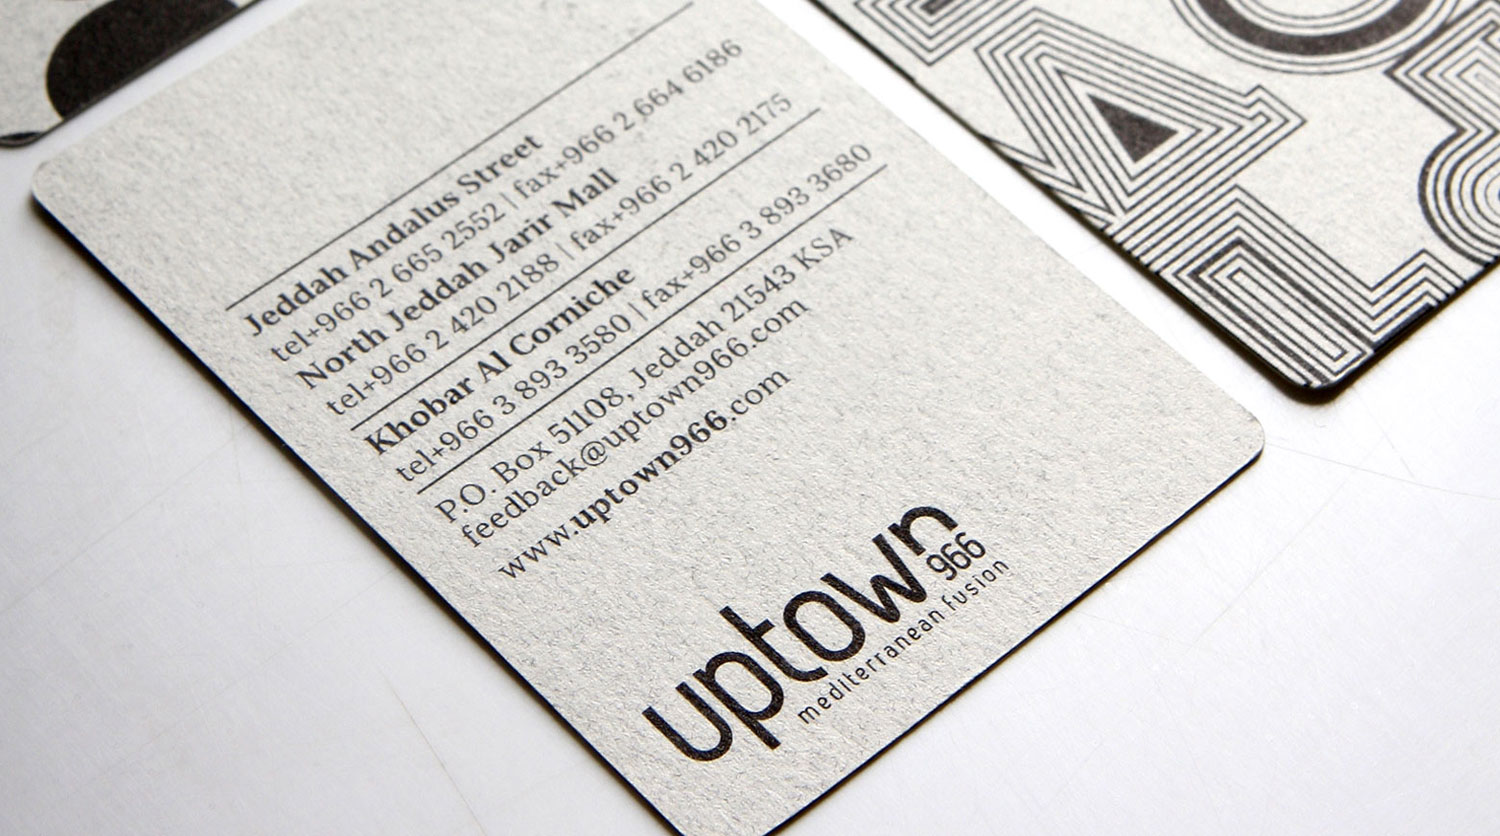 Jeddah Andalus Street
tel+966 2 665 2552 | fax+966 2 664 6186
North Jeddah Jarir Mall
tel+966 2 420 2188 | fax+966 2 420 2175
Khobar Al Corniche
tel+966 3 893 3580 | fax+966 3 893 3680
P.O. Box 51108, Jeddah 21543 KSA
feedback@uptown966.com
www.uptown966.com
uptown
966
mediterranean fusion